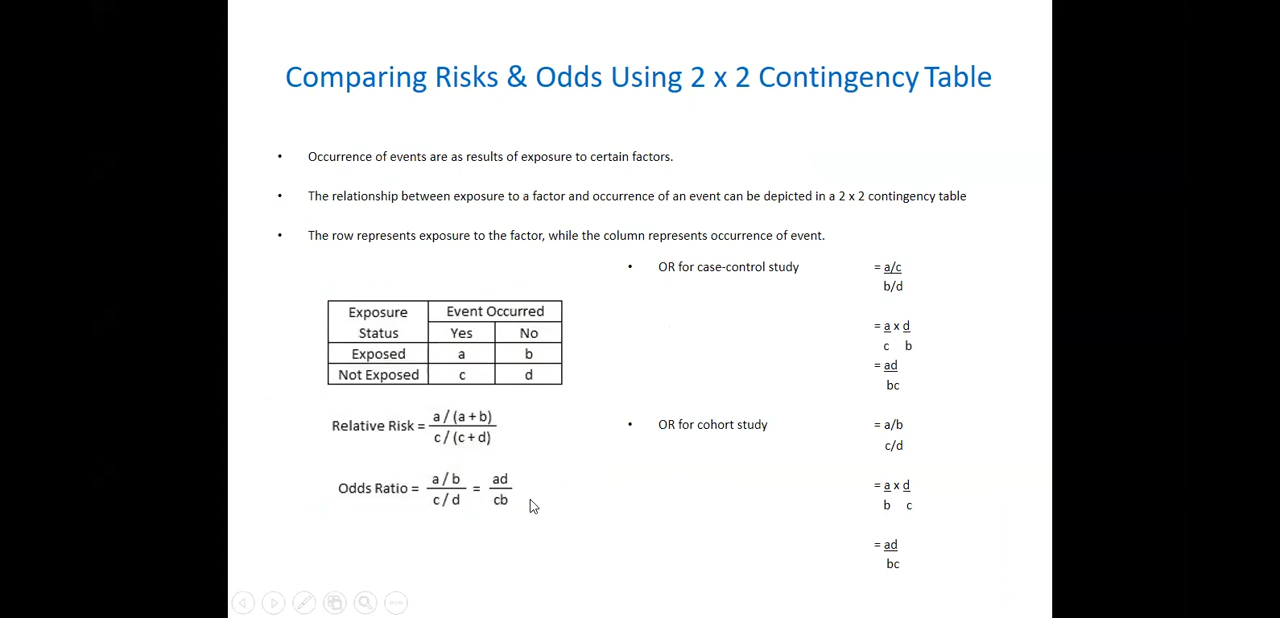 Comparing Risks & Odds Using 2 x 2 Contingency Table
• Occurrence of events are as results of exposure to certain factors.
• The relationship between exposure to a factor and occurrence of an event can be depicted in a 2 x 2 contingency table
• The row represents exposure to the factor, while the column represents occurrence of event.
Exposure Status Event Occurred
Yes No
Exposed a b
Not Exposed c d
Relative Risk = a / (a + b)
c / (c + d)
Odds Ratio = a / b = ad
c / d cb
• OR for case-control study = a/c
b/d
= a x d
c b
= ad
bc
• OR for cohort study = a/b
c/d
= a x d
b c
= ad
bc